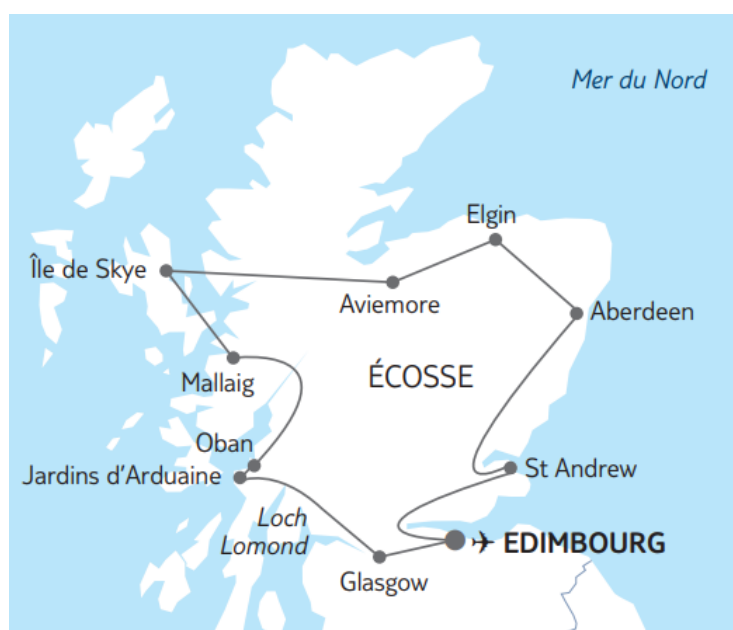 Mer du Nord
Elgin
Île de Skye
Aviemore
Aberdeen
Mallaig
ÉCOSSE
Oban
Jardins d'Arduaine
St Andrew
Loch
Lomond
EDIMBOURG
Glasgow